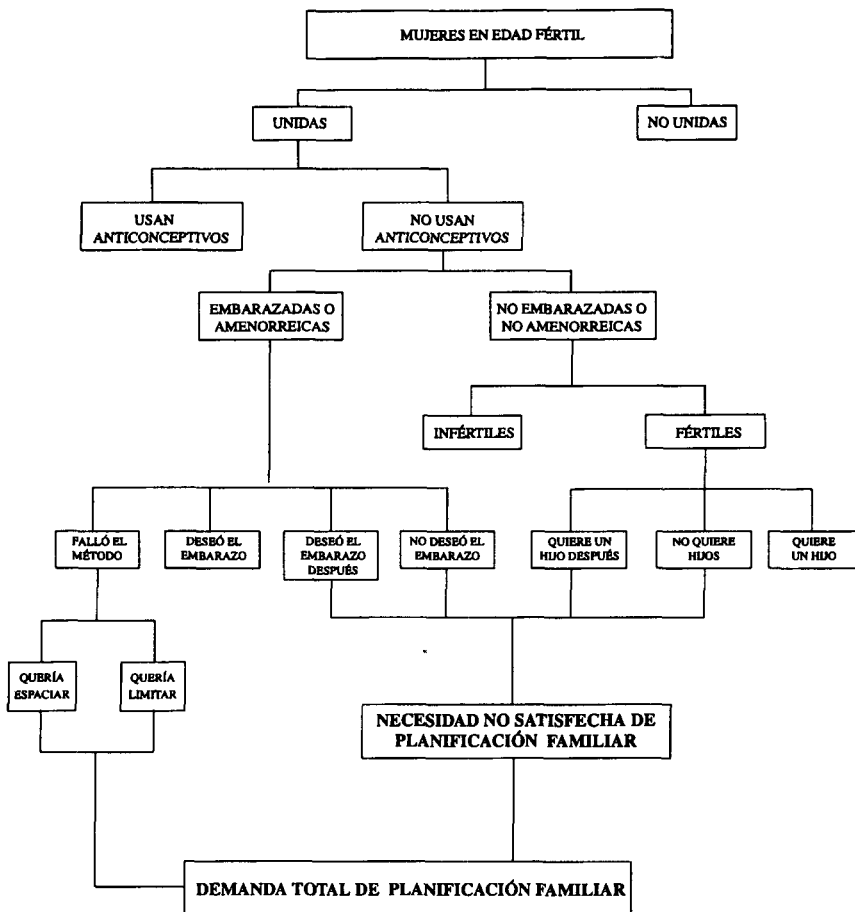 MUJERES EN EDAD FÉRTIL
UNIDAS
NO UNIDAS
USAN
ANTICONCEPTIVOS
NO USAN
ANTICONCEPTIVOS
EMBARAZADAS O
AMENORREICAS
NO EMBARAZADAS O
NO AMENORREICAS
INFÉRTILES
FÉRTILES
FALLÓ EL
MÉTODO
DESEÓ EL
EMBARAZO
DESEÓ EL
EMBARAZO
DESPUÉS
NO DESEÓ EL
EMBARAZO
QUIERE UN
HIJO DESPUÉS
NO QUIERE
HIJOS
QUIERE
UN HIJO
QUERÍA
ESPACIAR
QUERÍA
LIMITAR
NECESIDAD NO SATISFECHA DE
PLANIFICACIÓN FAMILIAR
DEMANDA TOTAL DE PLANIFICACIÓN FAMILIAR